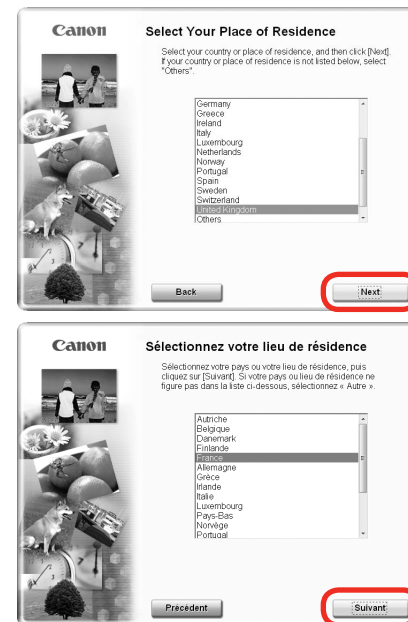 Canon
Select Your Place of Residence
Select your country or place of residence, and then click [Next].
If your country or place of residence is not listed below, select
"Others".
Germany
Greece
Ireland
Italy
Luxembourg
Netherlands
Norway
Portugal
Spain
Sweden
Switzerland
United Kingdom
Others
Back
Next
Canon
Sélectionnez votre lieu de résidence
Sélectionnez votre pays ou votre lieu de résidence, puis
cliquez sur [Suivant]. Si votre pays ou lieu de résidence ne
figure pas dans la liste ci-dessous, sélectionnez « Autre ».
Autriche
Belgique
Danemark
Finlande
France
Allemagne
Grèce
Irlande
Italie
Luxembourg
Pays-Bas
Norvège
Portugal
Précédent
Suivant